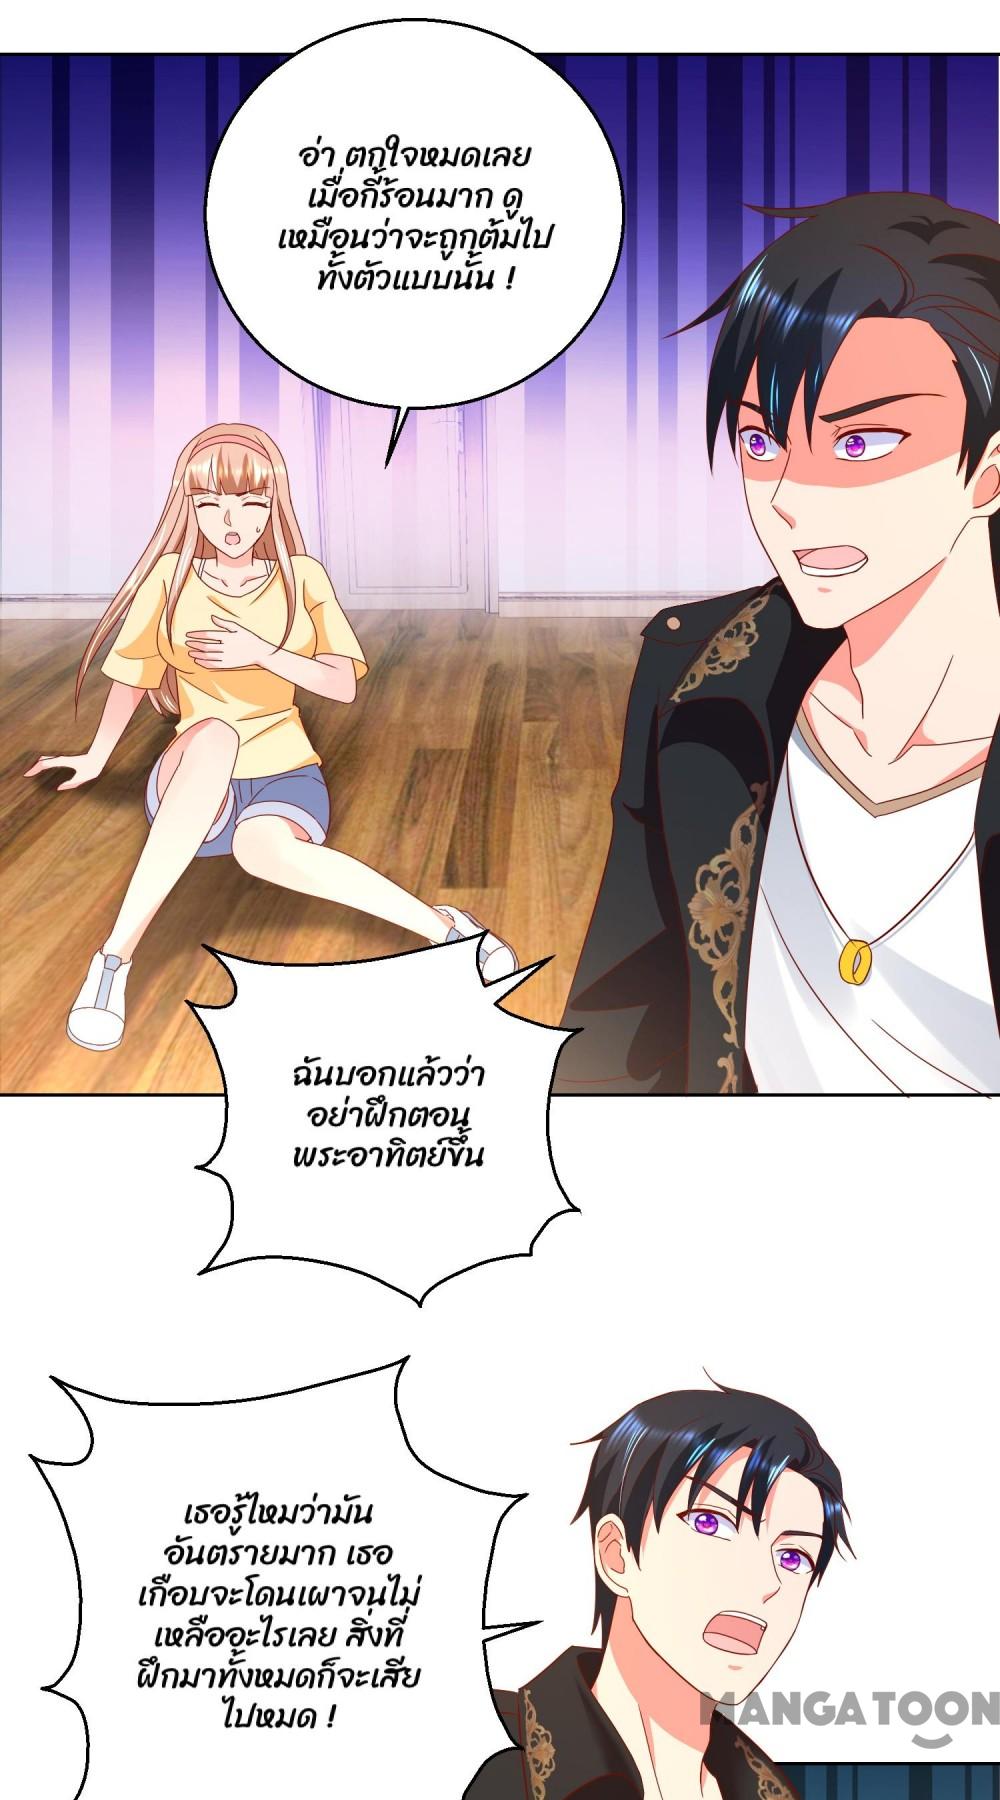 อ่า ตกใจหมดเลย
เมื่อกี้ร้อนมาก ดู
เหมือนว่าจะถูกต้มไป
ทั้งตัวแบบนั้น !
ฉันบอกแล้วว่า
อย่าฝึกตอน
พระอาทิตย์ขึ้น
เธอรู้ไหมว่ามัน
อันตรายมาก เธอ
เกือบจะโดนเผาจนไม่
เหลืออะไรเลย สิ่งที่
ฝึกมาทั้งหมดก็จะเสีย
ไปหมด !
MANGATOON